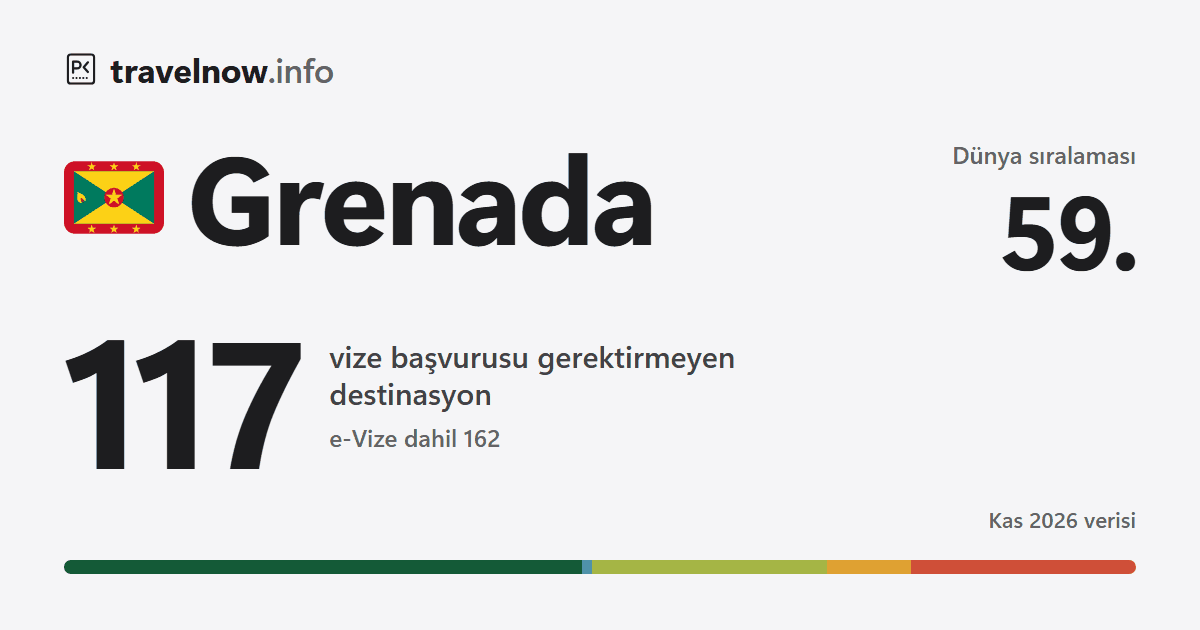 travelnow.info
Grenada
Dünya sıralaması
59.
117
vize başvurusu gerektirmeyen
destinasyon
e-Vize dahil 162
Kas 2026 verisi